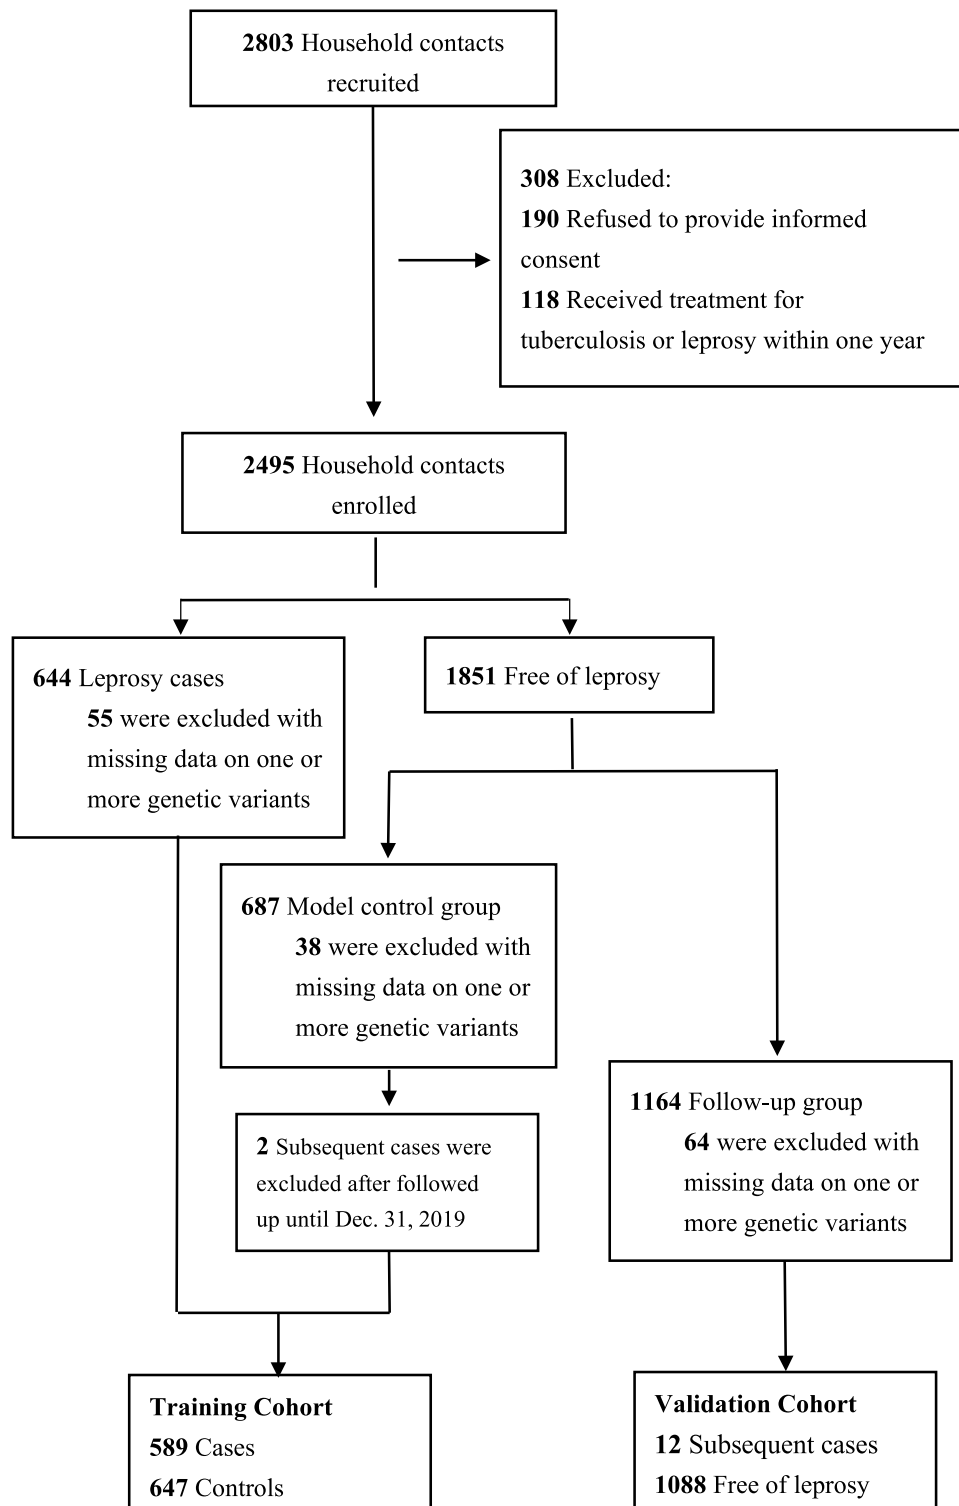 2803 Household contacts
recruited
308 Excluded:
190 Refused to provide informed
consent
118 Received treatment for
tuberculosis or leprosy within one year
2495 Household contacts
enrolled
644 Leprosy cases
55 were excluded with
missing data on one or
more genetic variants
1851 Free of leprosy
687 Model control group
38 were excluded with
missing data on one or
more genetic variants
2 Subsequent cases were
excluded after followed
up until Dec. 31, 2019
1164 Follow-up group
64 were excluded with
missing data on one or
more genetic variants
Training Cohort
589 Cases
647 Controls
Validation Cohort
12 Subsequent cases
1088 Free of leprosy